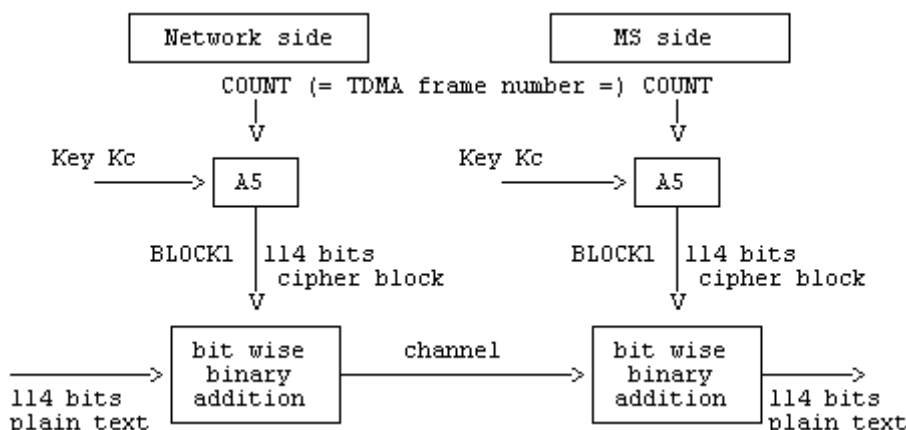 Network side
MS side
COUNT (= TDMA frame number =) COUNT
V
V
Key Kc
A5
Key Kc
A5
BLOCK1
114 bits
cipher block
BLOCK1
114 bits
cipher block
V
V
114 bits
plain text
bit wise
binary
addition
channel
bit wise
binary
addition
114 bits
plain text